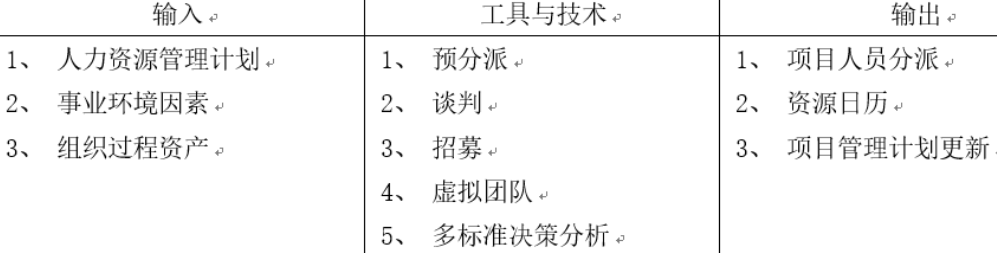 输入 工具与技术 输出
1、 人力资源管理计划 1、 预分派 1、 项目人员分派
2、 事业环境因素 2、 谈判 2、 资源日历
3、 组织过程资产 3、 招募 3、 项目管理计划更新
4、 虚拟团队
5、 多标准决策分析